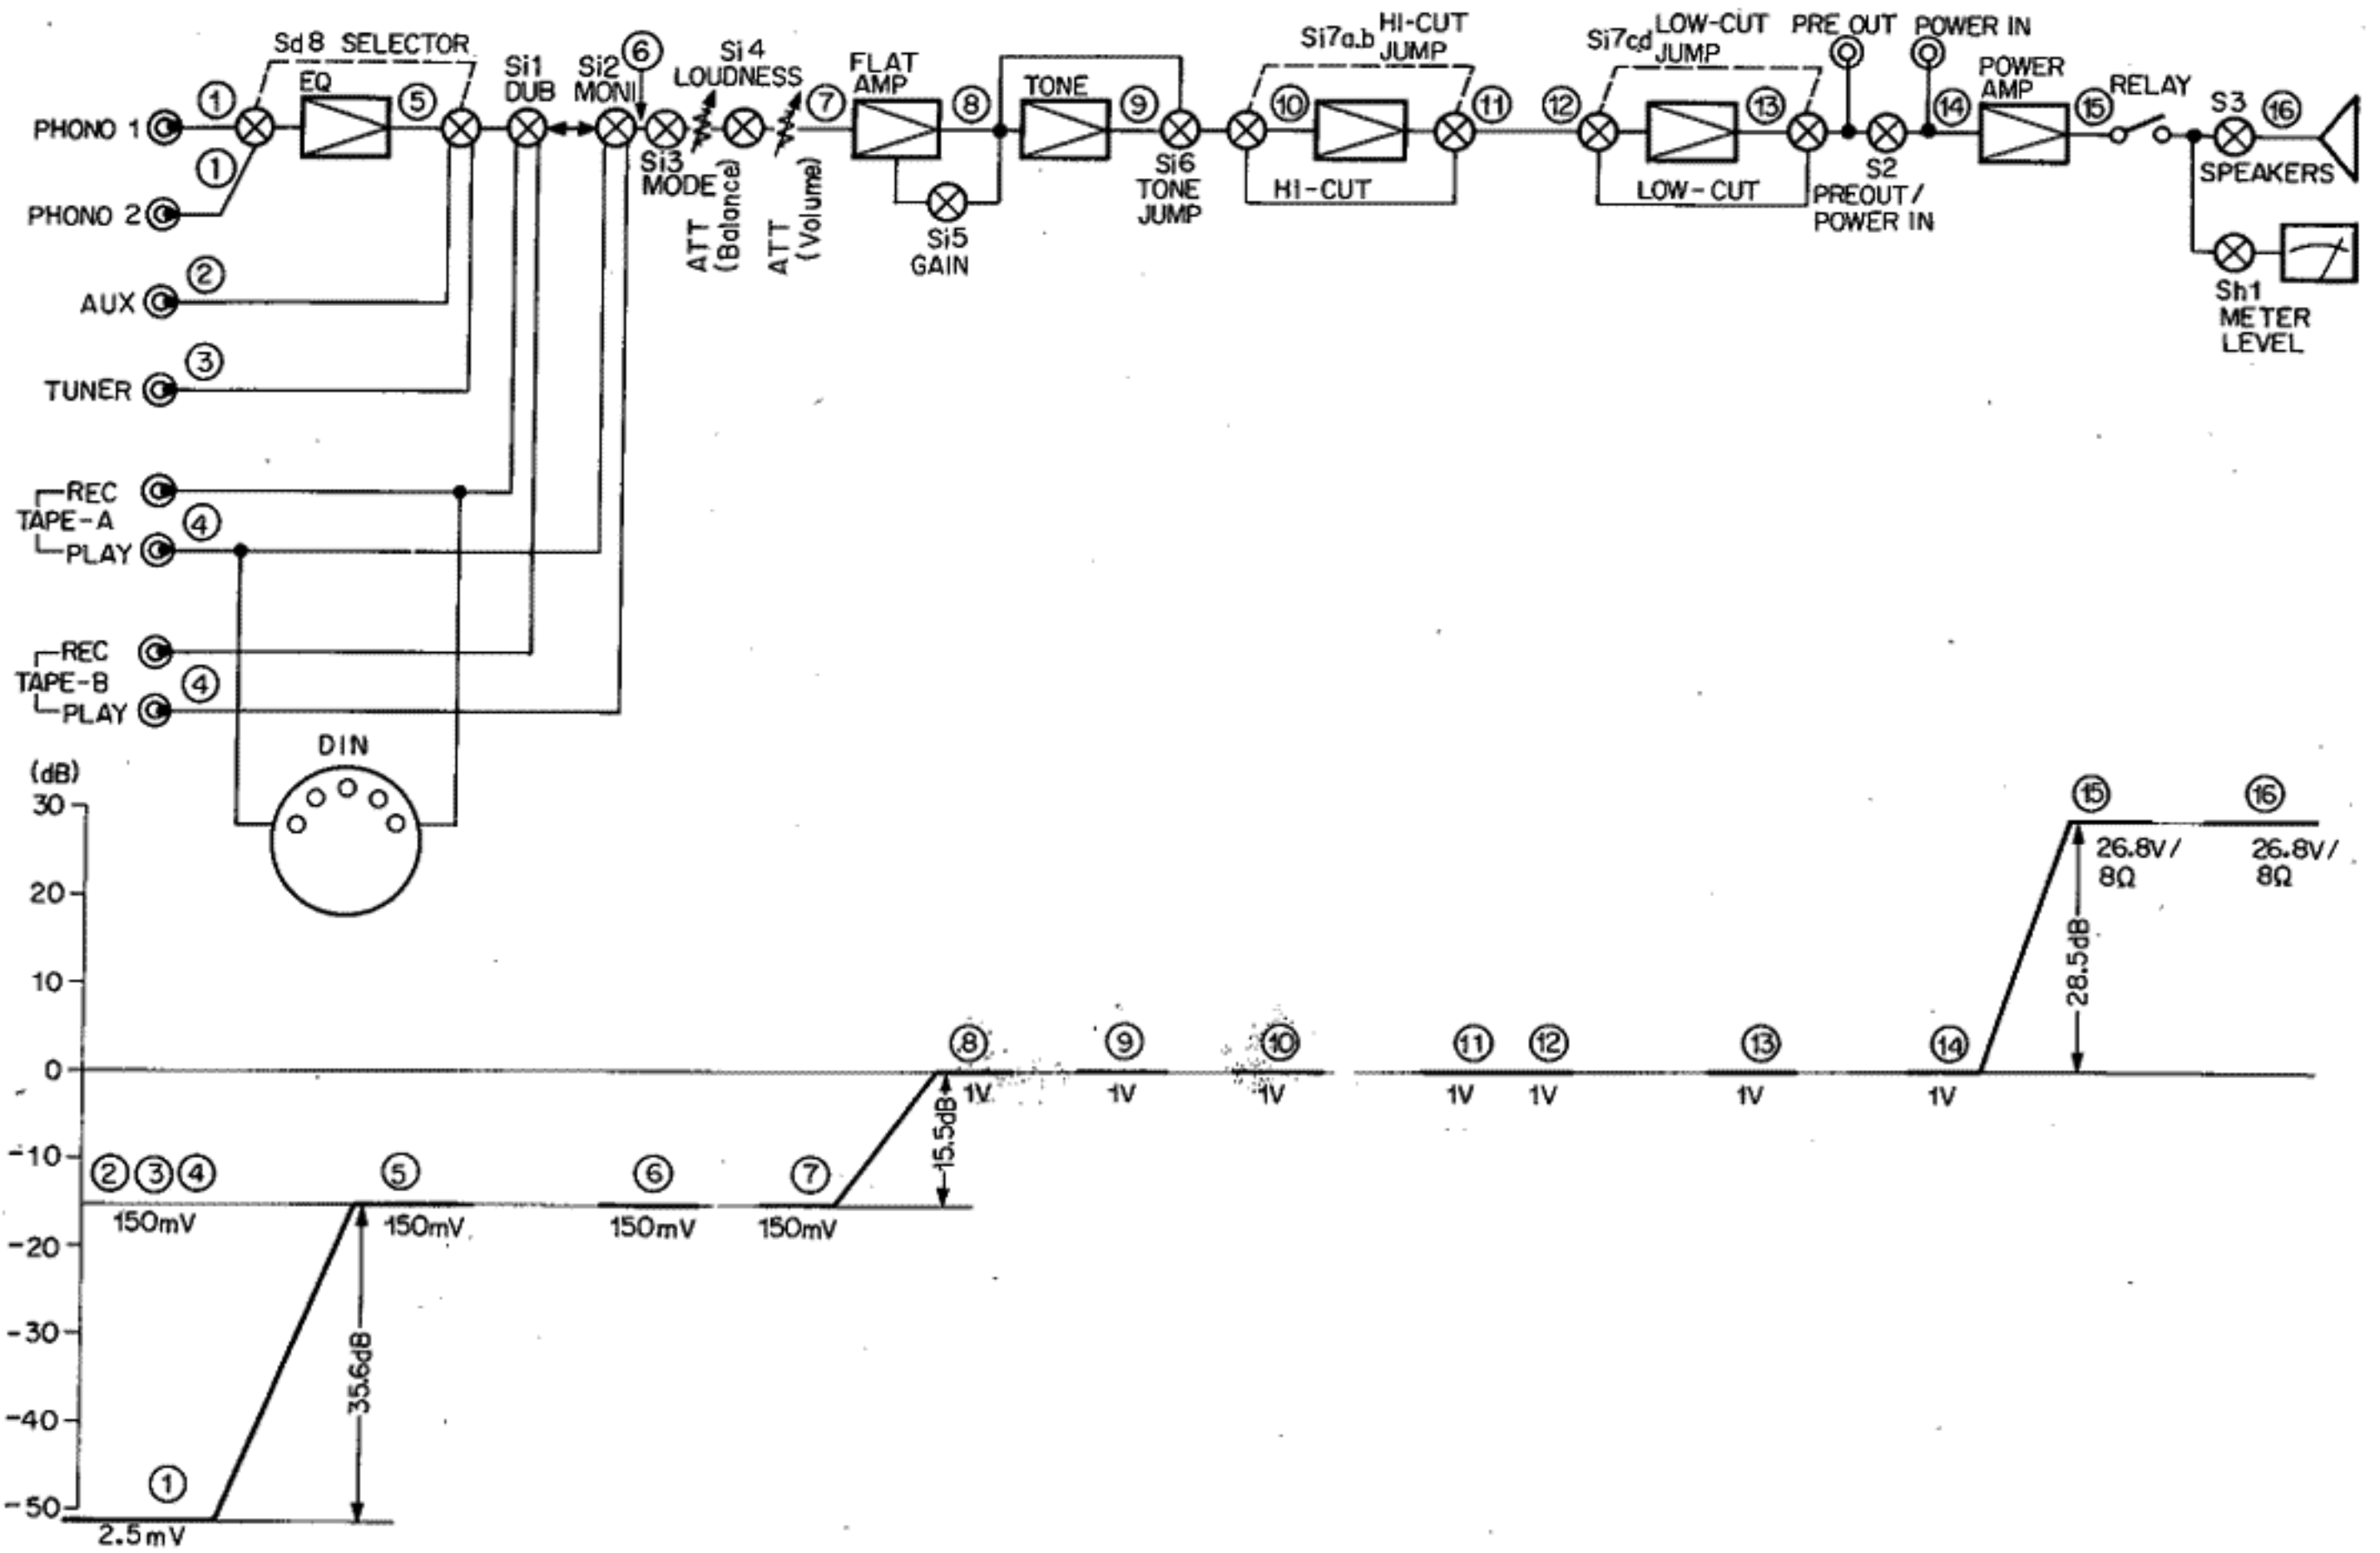 Sd8 SELECTOR
EQ
PHONO 1
①
①
⑤
PHONO 2
Si1
DUB
Si2
MONI
⑥
Si4
LOUDNESS
Si3
MODE
ATT
(Balance)
ATT
(Volume)
⑦
FLAT
AMP
⑧
Si5
GAIN
TONE
⑨
Si6
TONE
JUMP
Si7a.b HI-CUT
JUMP
⑩
HI-CUT
⑪
⑫
Si7c,d LOW-CUT
JUMP
LOW-CUT
⑬
PRE OUT
POWER IN
S2
PREOUT/
POWER IN
⑭
POWER
AMP
⑮
RELAY
S3
⑯
SPEAKERS
Sh1
METER
LEVEL
AUX
②
TUNER
③
REC
TAPE-A
④
PLAY
REC
TAPE-B
④
PLAY
DIN
(dB)
30
20
10
0
-10
-20
-30
-40
-50
① 2.5mV
35.6dB
② ③ ④
150mV
⑤
150mV
⑥
150mV
⑦
150mV
15.5dB
⑧
1V
⑨
1V
⑩
1V
⑪
1V
⑫
1V
⑬
1V
⑭
1V
28.5dB
⑮
26.8V/
8Ω
⑯
26.8V/
8Ω